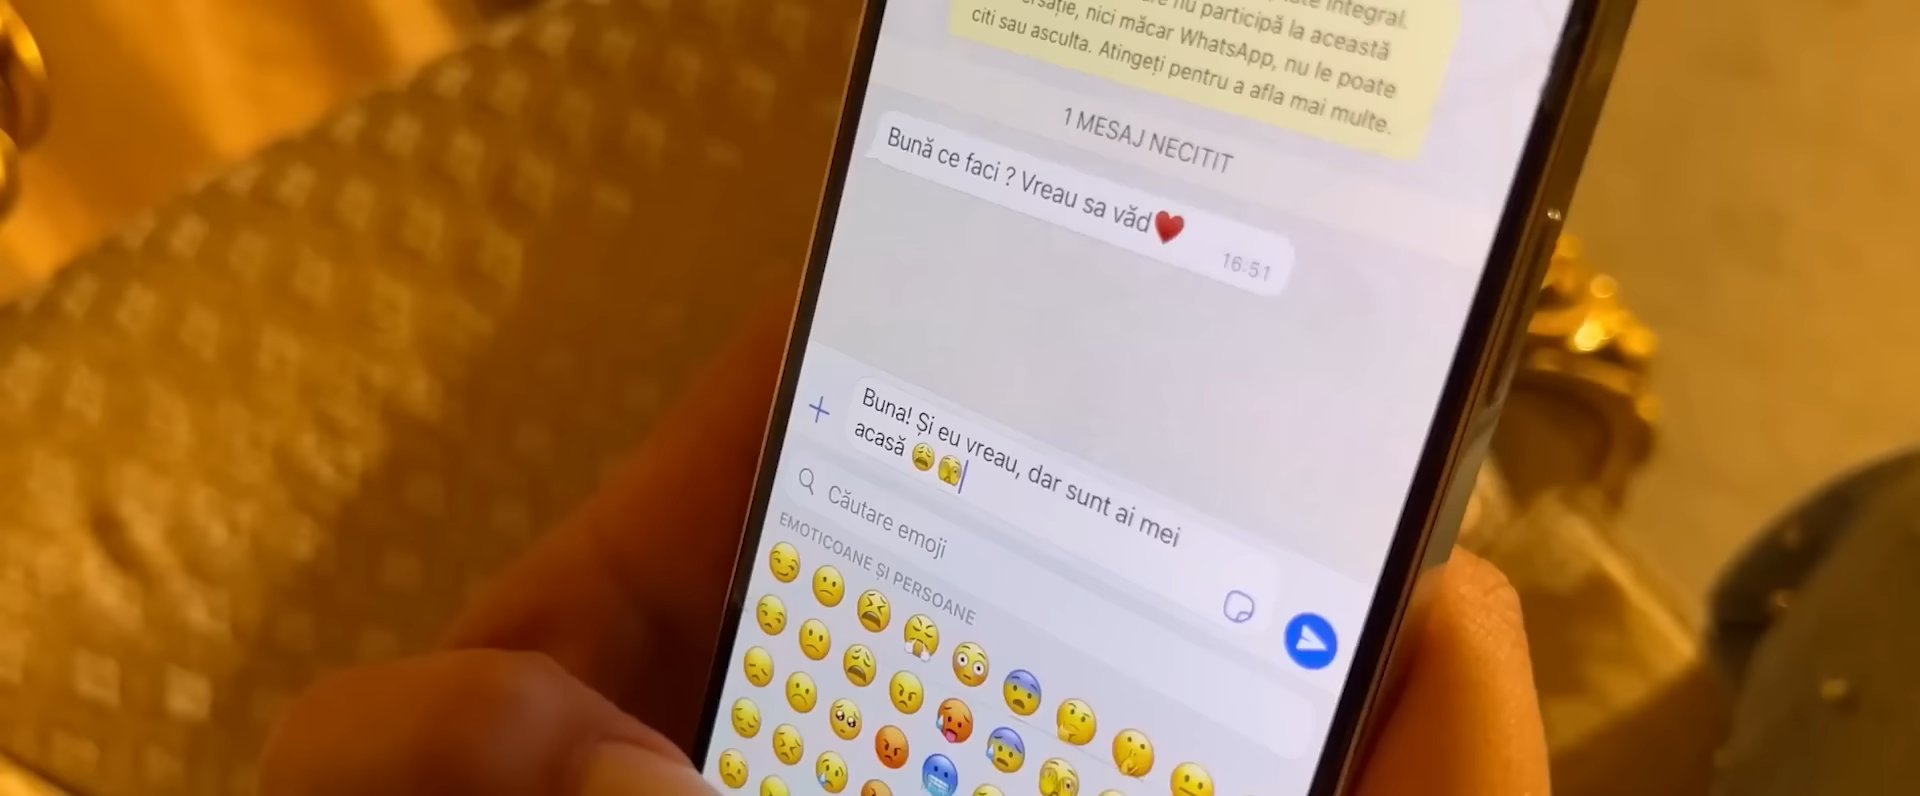 integral.
nu participă la această
nici măcar WhatsApp, nu le poate
citi sau asculta. Atingeți pentru a afla mai multe.
1 MESAJ NECITIT
Bună ce faci ? Vreau sa văd❤️
16:51
Buna! Și eu vreau, dar sunt ai mei
acasă 😩🫣
Căutare emoji
EMOTICOANE ȘI PERSOANE